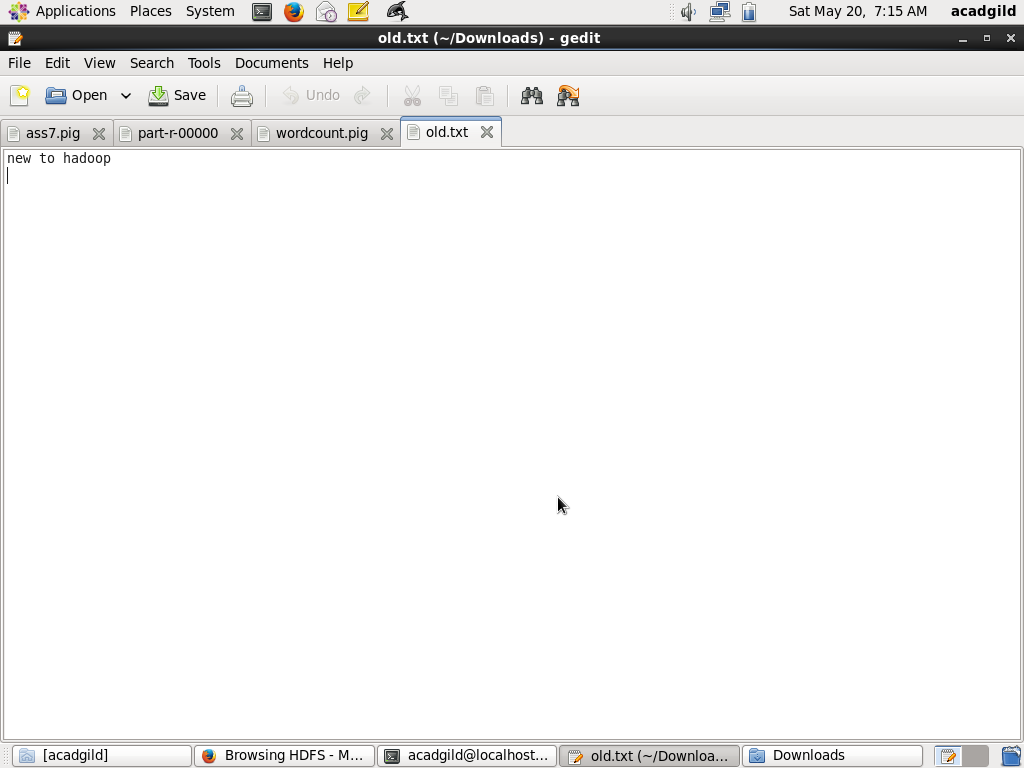 Applications Places System Sat May 20, 7:15 AM acadgild
old.txt (~/Downloads) - gedit
File Edit View Search Tools Documents Help
Open Save Undo
ass7.pig part-r-00000 wordcount.pig old.txt
new to hadoop
[acadgild] Browsing HDFS - M... acadgild@localhost... old.txt (~/Downloa... Downloads